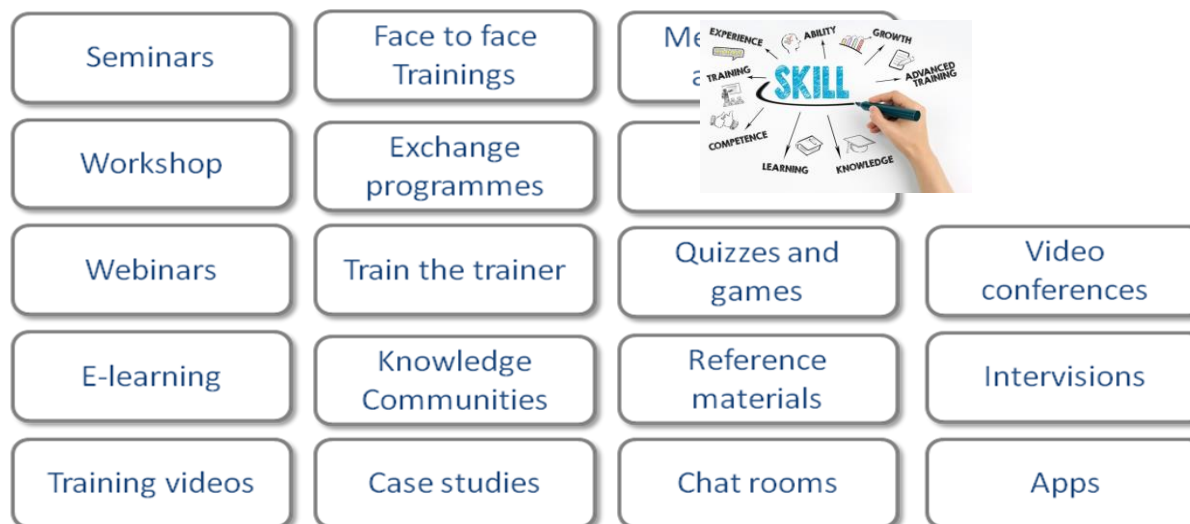 Seminars
Face to face
Trainings
EXPERIENCE
ABILITY
GROWTH
TRAINING
SKILL
ADVANCED
TRAINING
COMPETENCE
LEARNING
KNOWLEDGE
Workshop
Exchange
programmes
Webinars
Train the trainer
Quizzes and
games
Video
conferences
E-learning
Knowledge
Communities
Reference
materials
Intervisions
Training videos
Case studies
Chat rooms
Apps